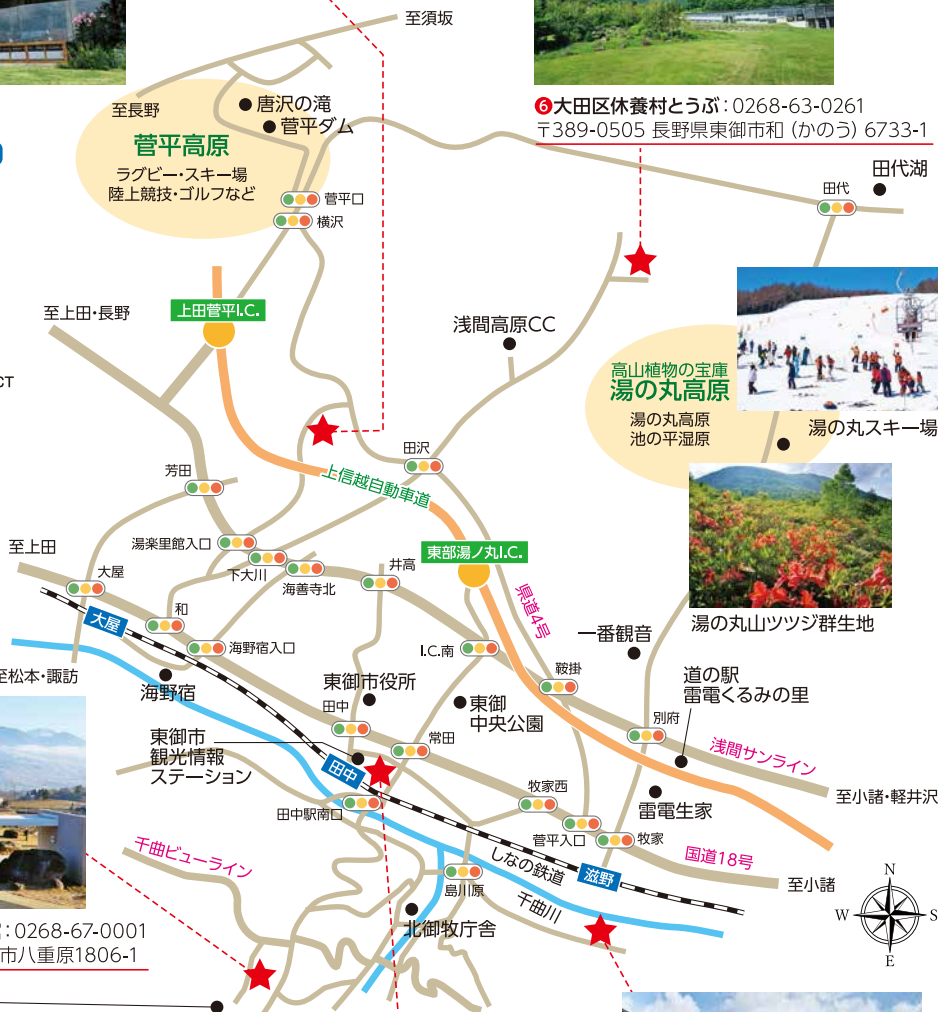 至須坂
至長野
唐沢の滝
菅平ダム
菅平高原
ラグビー・スキー場
陸上競技・ゴルフなど
菅平口
横沢
❻大田区休養村とうぶ：0268-63-0261
〒389-0505 長野県東御市和（かのう）6733-1
田代湖
田代
至上田・長野
上田菅平I.C.
浅間高原CC
CT
高山植物の宝庫
湯の丸高原
湯の丸高原
池の平湿原
湯の丸スキー場
田沢
芳田
上信越自動車道
湯楽里館入口
東部湯ノ丸I.C.
至上田
大屋
下大川
海善寺北
井高
県道4号
湯の丸山ツツジ群生地
大屋
和
海野宿入口
I.C.南
一番観音
至松本・諏訪
海野宿
東御市役所
鞍掛
道の駅
雷電くるみの里
田中
東御
中央公園
別府
東御市
観光情報
ステーション
常田
浅間サンライン
田中
牧家西
至小諸・軽井沢
田中駅南口
雷電生家
菅平入口
牧家
千曲ビューライン
しなの鉄道
国道18号
滋野
至小諸
島川原
千曲川
N
W
S
E
北御牧庁舎
：0268-67-0001
市八重原1806-1